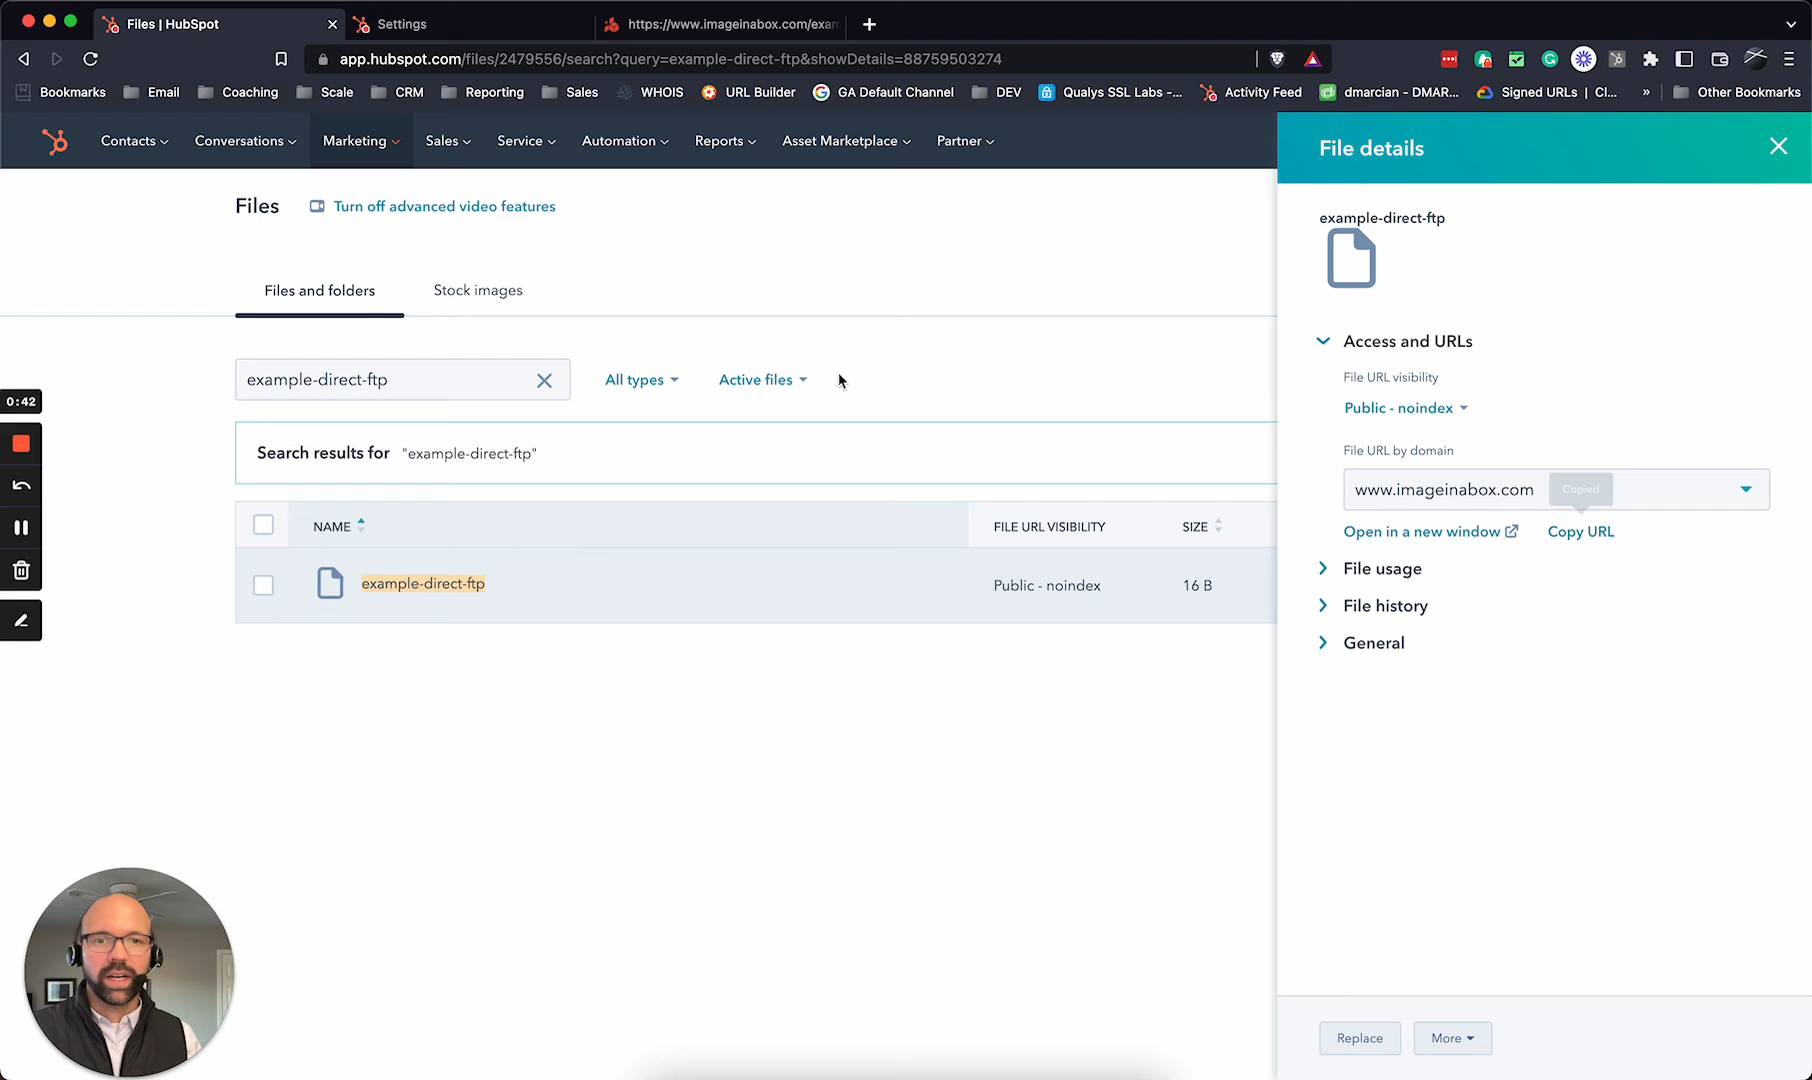 Files | HubSpot
Settings
https://www.imageinabox.com/exam
app.hubspot.com/files/2479556/search?query=example-direct-ftp&showDetails=88759503274
Bookmarks
Email
Coaching
Scale
CRM
Reporting
Sales
WHOIS
URL Builder
GA Default Channel
DEV
Qualys SSL Labs -...
Activity Feed
dmarcian - DMAR...
Signed URLs | Cl...
»
Other Bookmarks
Contacts
Conversations
Marketing
Sales
Service
Automation
Reports
Asset Marketplace
Partner
File details
Files
Turn off advanced video features
example-direct-ftp
Files and folders
Stock images
Access and URLs
File URL visibility
Public - noindex
example-direct-ftp
All types
Active files
0:42
File URL by domain
Search results for "example-direct-ftp"
www.imageinabox.com
Copied
Open in a new window
Copy URL
NAME
FILE URL VISIBILITY
SIZE
File usage
example-direct-ftp
Public - noindex
16 B
File history
General
Replace
More